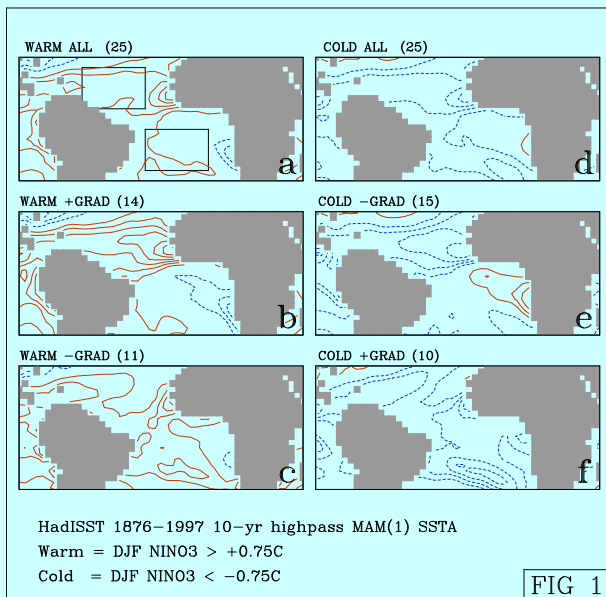 WARM ALL (25)
COLD ALL (25)
a
d
WARM +GRAD (14)
COLD -GRAD (15)
b
e
WARM -GRAD (11)
COLD +GRAD (10)
c
f
HadISST 1876-1997 10-yr highpass MAM(1) SSTA
Warm = DJF NINO3 > +0.75C
Cold = DJF NINO3 < -0.75C
FIG 1